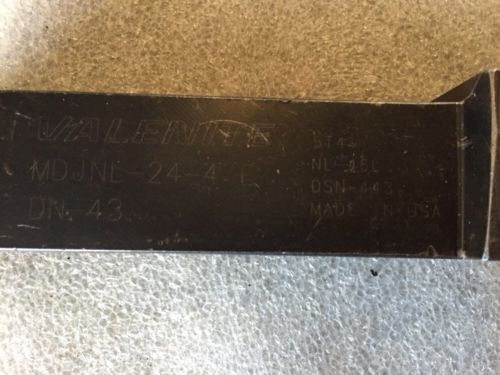 VALENITE
MDJNL-24-4
DN-43
DSN-443
MADE IN USA